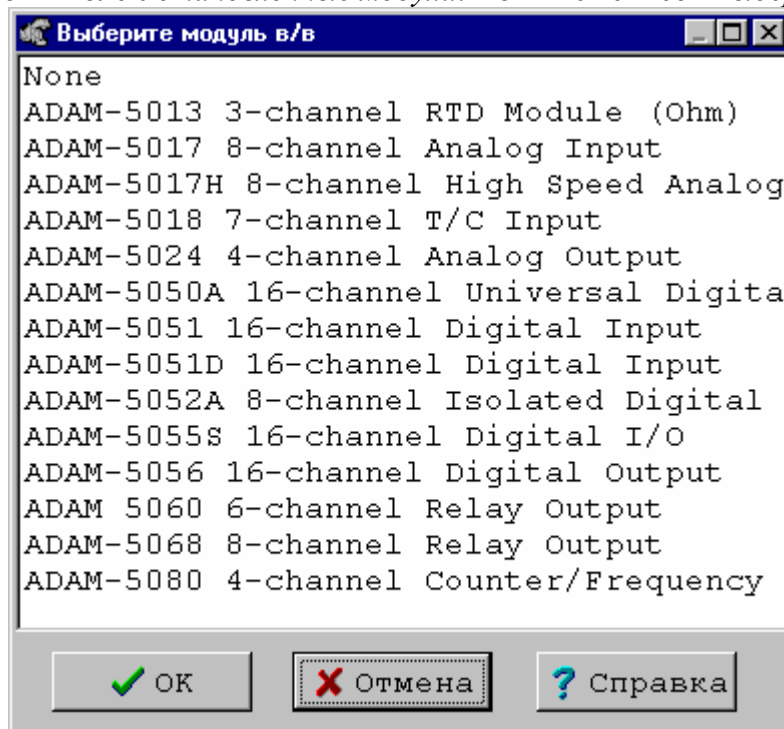 Выберите модуль в/в
None
ADAM-5013 3-channel RTD Module (Ohm)
ADAM-5017 8-channel Analog Input
ADAM-5017H 8-channel High Speed Analog
ADAM-5018 7-channel T/C Input
ADAM-5024 4-channel Analog Output
ADAM-5050A 16-channel Universal Digita
ADAM-5051 16-channel Digital Input
ADAM-5051D 16-channel Digital Input
ADAM-5052A 8-channel Isolated Digital
ADAM-5055S 16-channel Digital I/O
ADAM-5056 16-channel Digital Output
ADAM 5060 6-channel Relay Output
ADAM-5068 8-channel Relay Output
ADAM-5080 4-channel Counter/Frequency
OK Отмена Справка